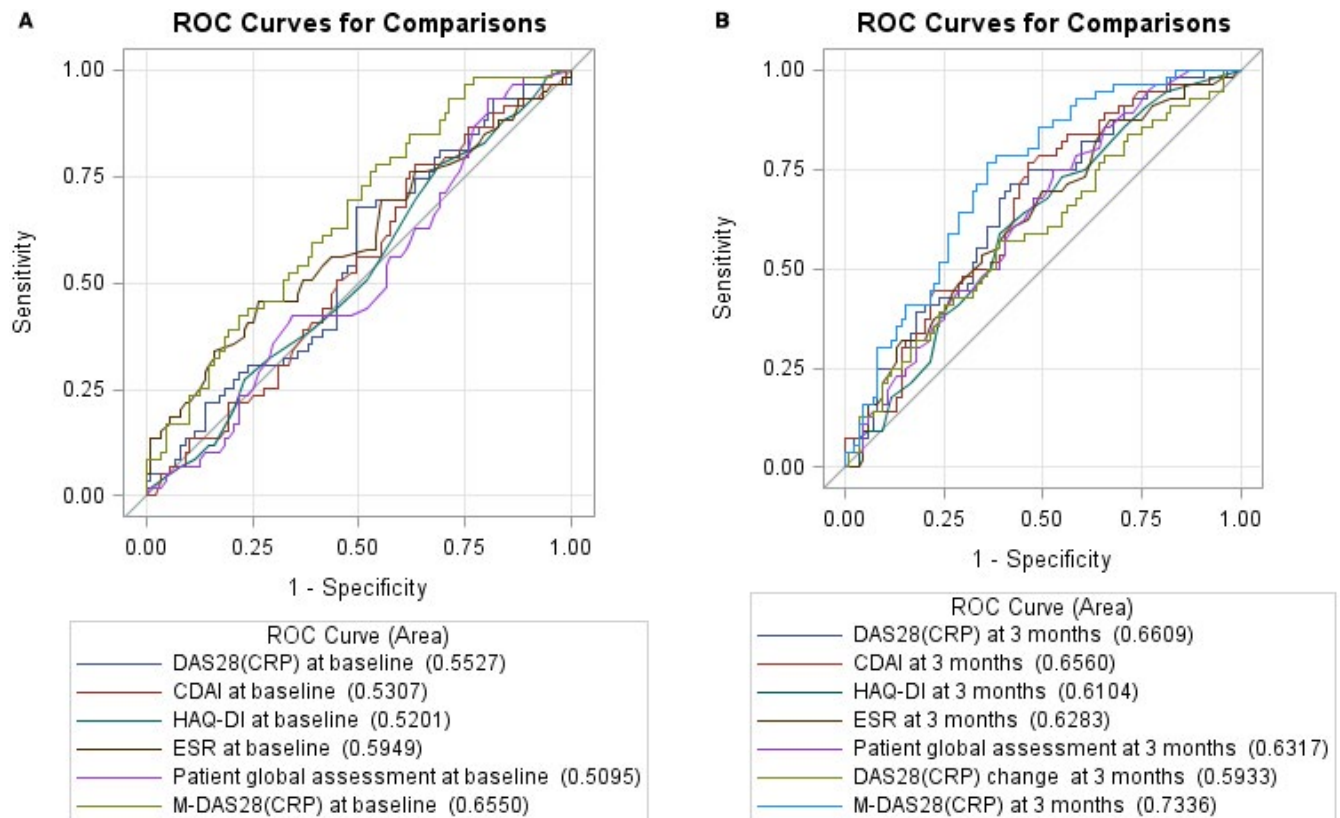 A
ROC Curves for Comparisons
Sensitivity
1.00
0.75
0.50
0.25
0.00
0.00 0.25 0.50 0.75 1.00
1 - Specificity
ROC Curve (Area)
DAS28(CRP) at baseline (0.5527)
CDAI at baseline (0.5307)
HAQ-DI at baseline (0.5201)
ESR at baseline (0.5949)
Patient global assessment at baseline (0.5095)
M-DAS28(CRP) at baseline (0.6550)
B
ROC Curves for Comparisons
Sensitivity
1.00
0.75
0.50
0.25
0.00
0.00 0.25 0.50 0.75 1.00
1 - Specificity
ROC Curve (Area)
DAS28(CRP) at 3 months (0.6609)
CDAI at 3 months (0.6560)
HAQ-DI at 3 months (0.6104)
ESR at 3 months (0.6283)
Patient global assessment at 3 months (0.6317)
DAS28(CRP) change at 3 months (0.5933)
M-DAS28(CRP) at 3 months (0.7336)